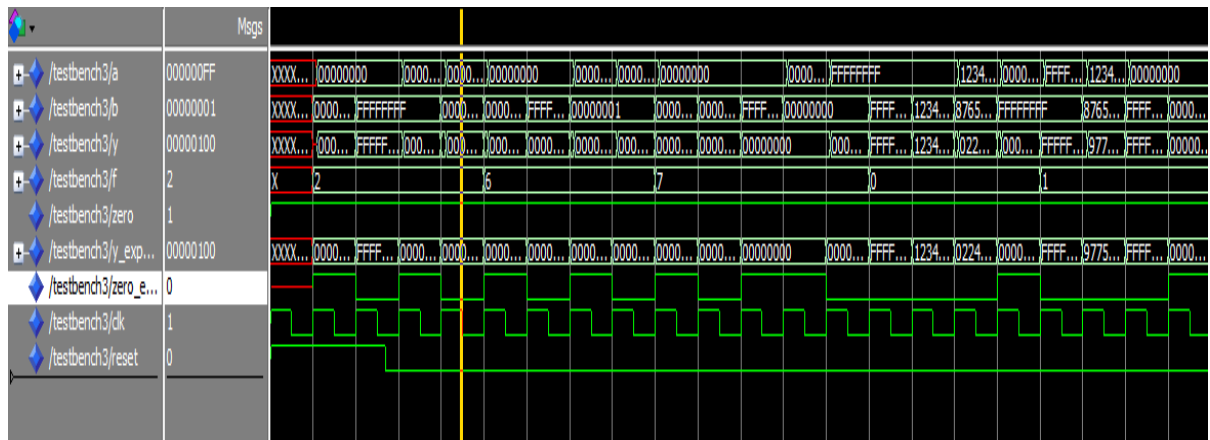 Msgs
/testbench3/a 000000FF XXXX... 00000000 0000... 0000... 00000000 0000... 0000... 00000000 0000... FFFFFFFF 1234... 0000... FFFF... 1234... 00000000
/testbench3/b 00000001 XXXX... 0000... FFFFFFFF 0000... 0000... FFFF... 00000001 0000... 0000... FFFF... 00000000 FFFF... 1234... 8765... FFFFFFFF 8765... FFFF... 0000...
/testbench3/y 00000100 XXXX... 000... FFFFF... 000... 000... 000... 0000... 0000... 000... 0000... 0000... 00000000 000... FFFF... 1234... 022... 000... FFFFF... 977... FFFF... 00000...
/testbench3/f 2 X 2 6 7 0 1
/testbench3/zero 1
/testbench3/y_exp... 00000100 XXXX... 0000... FFFF... 0000... 0000... 0000... 0000... 0000... 0000... 0000... 0000... 00000000 0000... FFFF... 1234... 0224... 0000... FFFF... 9775... FFFF... 0000...
/testbench3/zero_e... 0
/testbench3/clk 1
/testbench3/reset 0